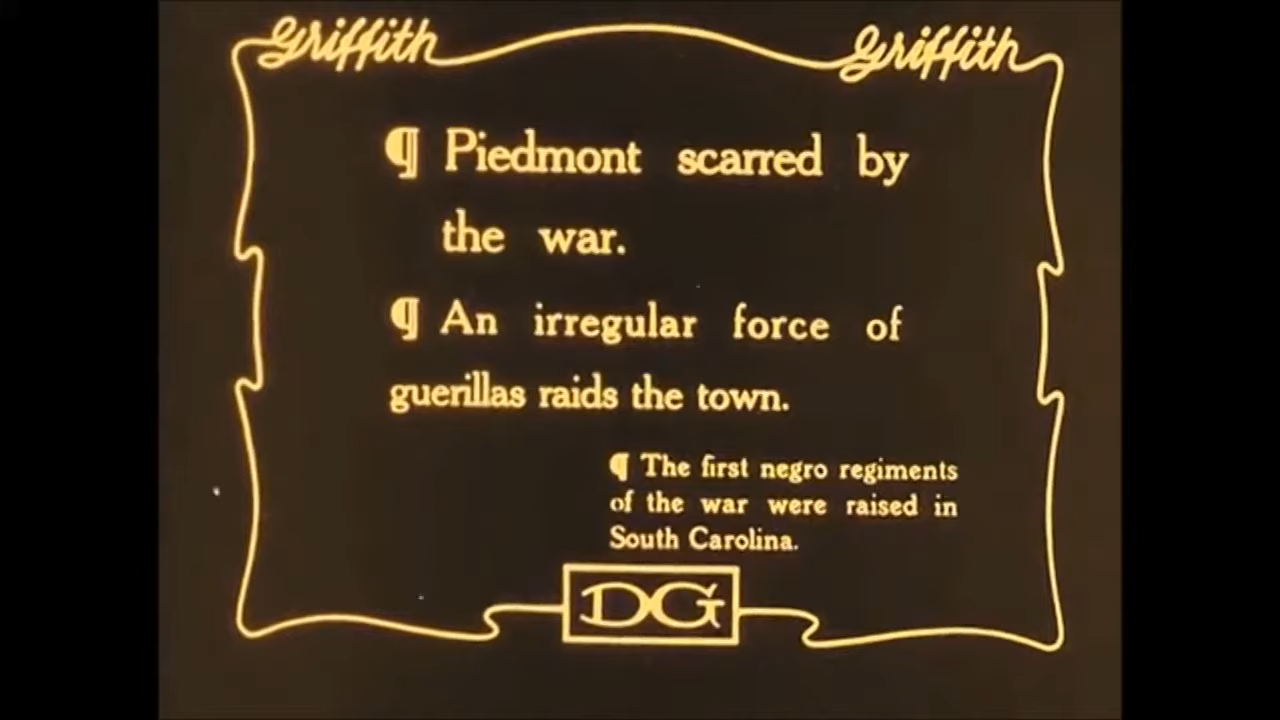 Griffith Griffith
¶ Piedmont scarred by
the war.
¶ An irregular force of
guerillas raids the town.
¶ The first negro regiments
of the war were raised in
South Carolina.
DG